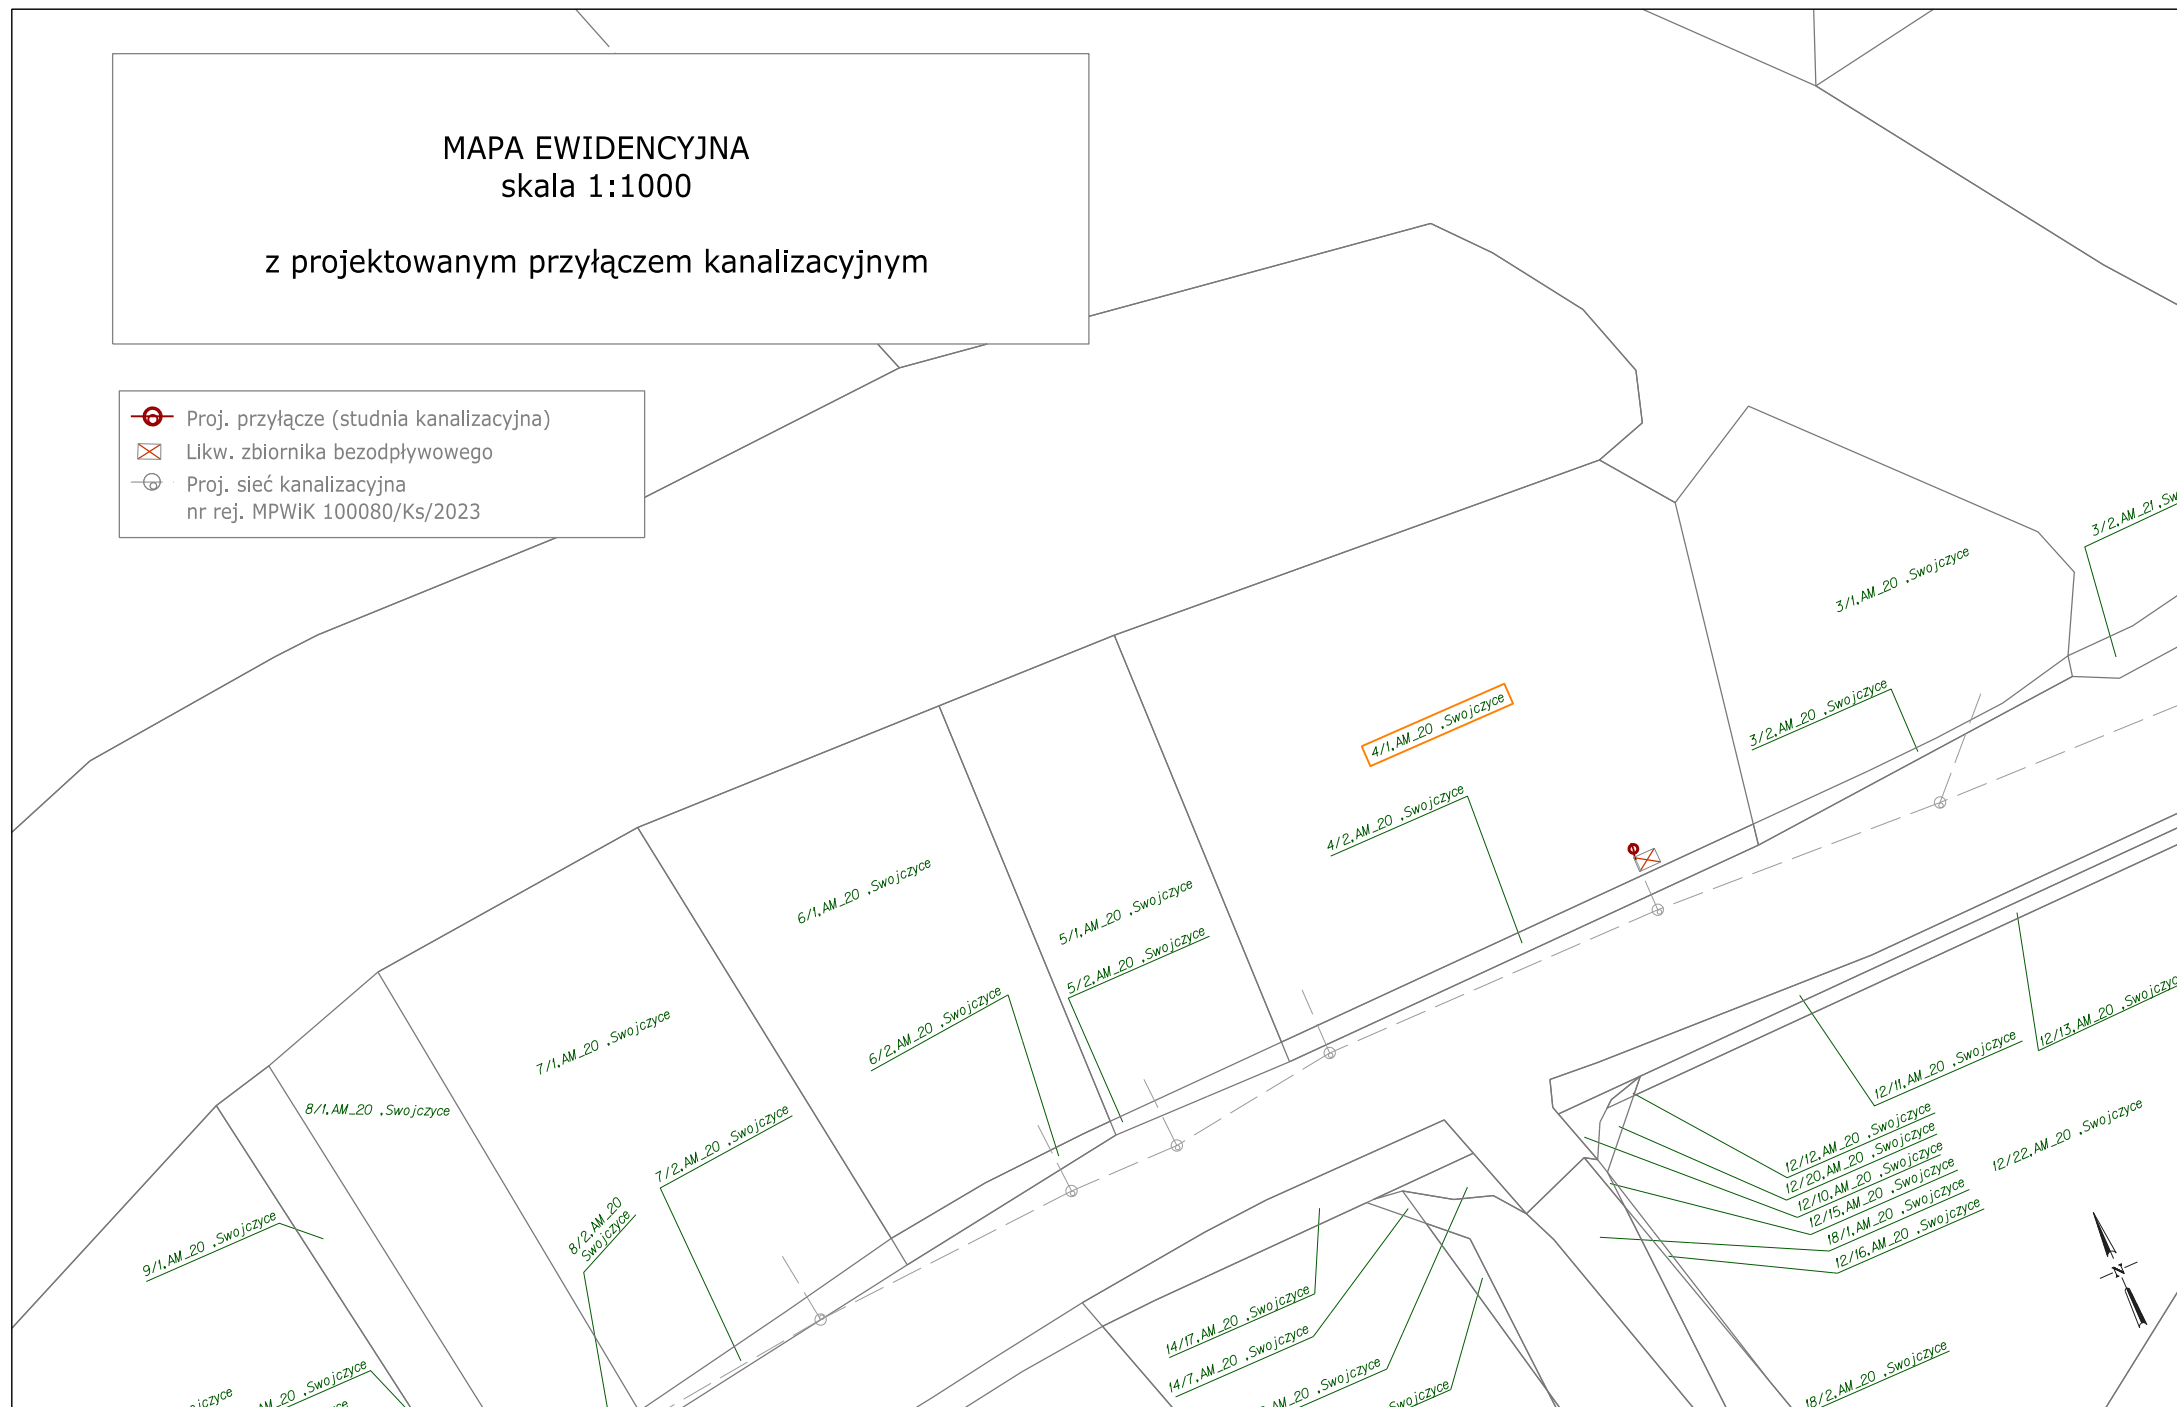 MAPA EWIDENCYJNA
skala 1:1000
z projektowanym przyłączem kanalizacyjnym
Proj. przyłącze (studnia kanalizacyjna)
Likw. zbiornika bezodpływowego
Proj. sieć kanalizacyjna
nr rej. MPWiK 100080/Ks/2023
3/2,AM_21,Sw
3/1,AM_20 ,Swojczyce
3/2,AM_20 ,Swojczyce
4/1,AM_20 ,Swojczyce
4/2,AM_20 ,Swojczyce
6/1,AM_20 ,Swojczyce
5/1,AM_20 ,Swojczyce
5/2,AM_20 ,Swojczyce
6/2,AM_20 ,Swojczyce
7/1,AM_20 ,Swojczyce
8/1,AM_20 ,Swojczyce
7/2,AM_20 ,Swojczyce
8/2,AM_20
Swojczyce
9/1,AM_20 ,Swojczyce
12/13,AM_20 ,Swojczyce
12/11,AM_20 ,Swojczyce
12/22,AM_20 ,Swojczyce
12/12,AM_20 ,Swojczyce
12/20,AM_20 ,Swojczyce
12/10,AM_20 ,Swojczyce
12/15,AM_20 ,Swojczyce
18/1,AM_20 ,Swojczyce
12/16,AM_20 ,Swojczyce
N
14/17,AM_20 ,Swojczyce
14/7,AM_20 ,Swojczyce
AM_20 ,Swojczyce
Swojczyce
18/2,AM_20 ,Swojczyce
AM_20 ,Swojczyce